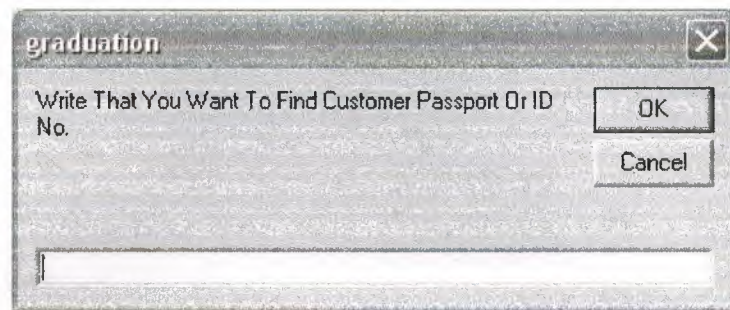 graduation
Write That You Want To Find Customer Passport Or ID
No.
OK
Cancel